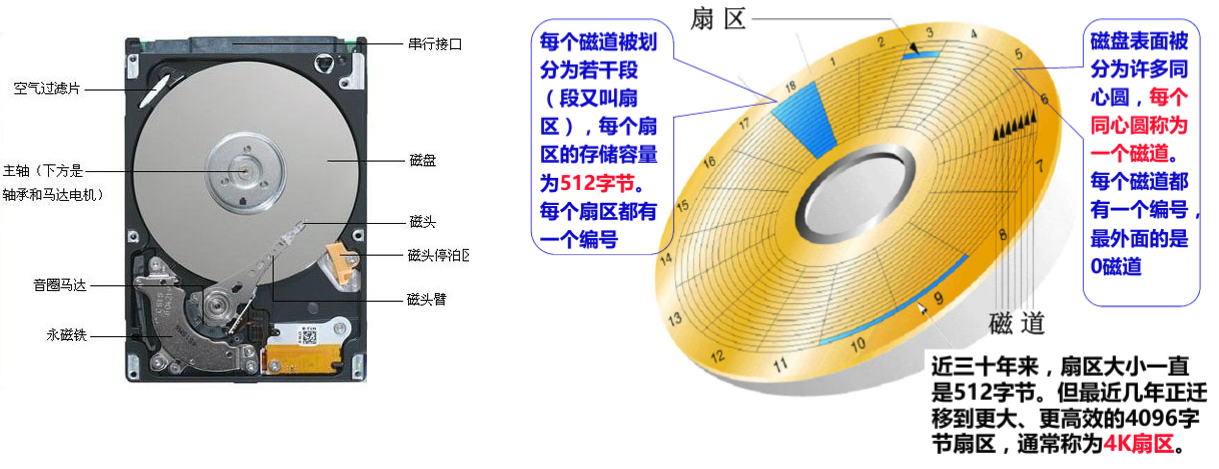 串行接口
空气过滤片
磁盘
主轴（下方是
轴承和马达电机）
磁头
磁头停泊区
音圈马达
磁头臂
永磁铁
每个磁道被划
分为若干段
（段又叫扇
区），每个扇
区的存储容量
为512字节。
每个扇区都有
一个编号
扇区
1
2
3
4
5
6
7
8
9
10
11
12
13
14
15
16
17
18
磁道
磁盘表面被
分为许多同
心圆，每个
同心圆称为
一个磁道。
每个磁道都
有一个编号，
最外面的是
0磁道
近三十年来，扇区大小一直
是512字节。但最近几年正迁
移到更大、更高效的4096字
节扇区，通常称为4K扇区。